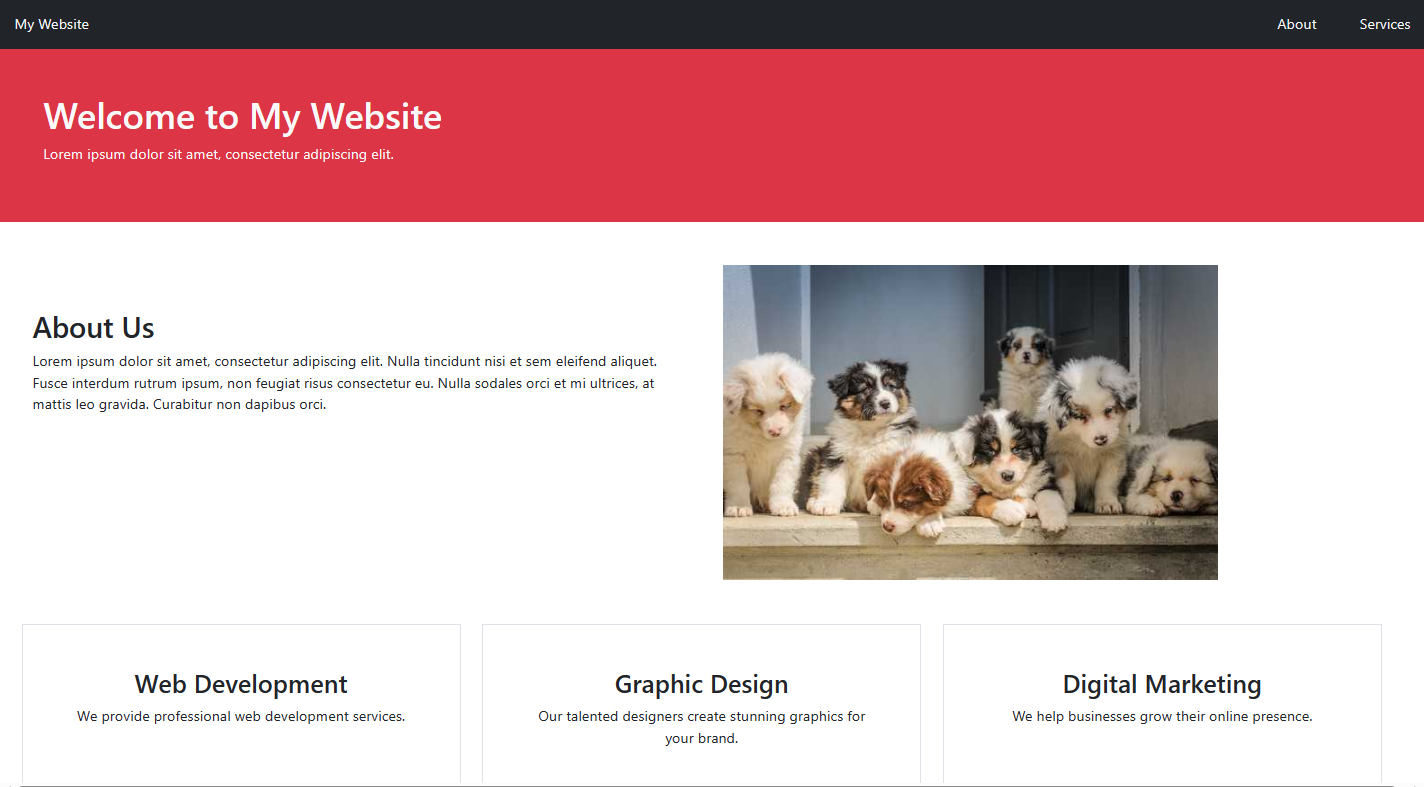 My Website
About
Services
Welcome to My Website
Lorem ipsum dolor sit amet, consectetur adipiscing elit.
About Us
Lorem ipsum dolor sit amet, consectetur adipiscing elit. Nulla tincidunt nisi et sem eleifend aliquet.
Fusce interdum rutrum ipsum, non feugiat risus consectetur eu. Nulla sodales orci et mi ultrices, at
mattis leo gravida. Curabitur non dapibus orci.
Web Development
We provide professional web development services.
Graphic Design
Our talented designers create stunning graphics for
your brand.
Digital Marketing
We help businesses grow their online presence.